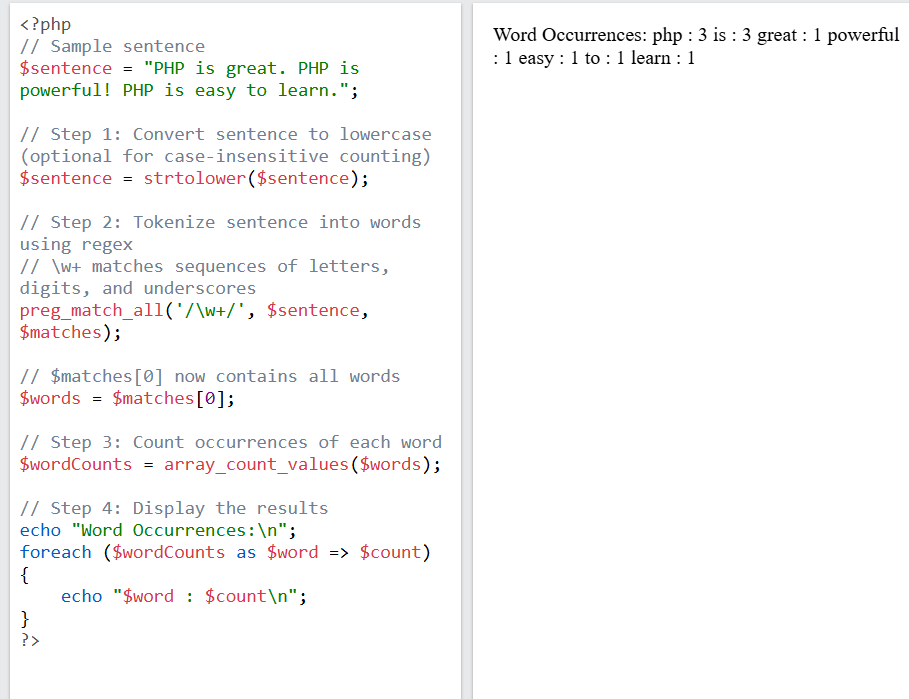 <?php
// Sample sentence
$sentence = "PHP is great. PHP is
powerful! PHP is easy to learn.";
// Step 1: Convert sentence to lowercase
(optional for case-insensitive counting)
$sentence = strtolower($sentence);
// Step 2: Tokenize sentence into words
using regex
// \w+ matches sequences of letters,
digits, and underscores
preg_match_all('/\w+/', $sentence,
$matches);
// $matches[0] now contains all words
$words = $matches[0];
// Step 3: Count occurrences of each word
$wordCounts = array_count_values($words);
// Step 4: Display the results
echo "Word Occurrences:\n";
foreach ($wordCounts as $word => $count)
{
    echo "$word : $count\n";
}
?>
Word Occurrences: php : 3 is : 3 great : 1 powerful
: 1 easy : 1 to : 1 learn : 1